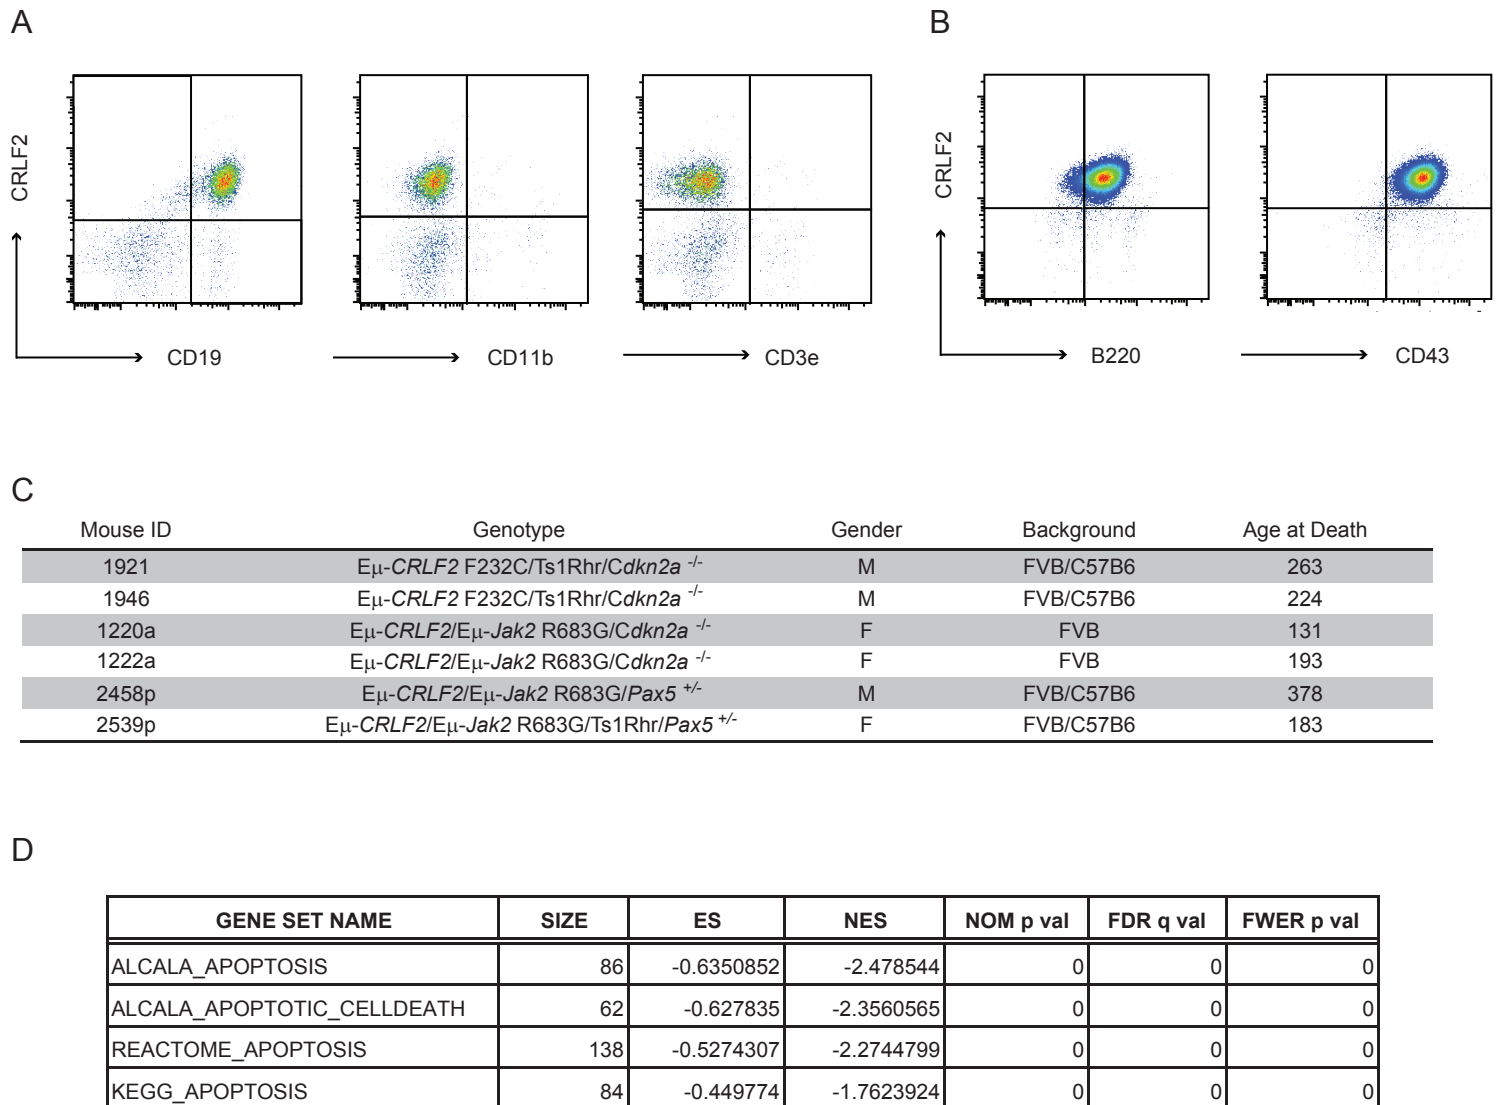 A
B
CRLF2
CD19
CD11b
CD3e
CRLF2
B220
CD43
C
Mouse ID Genotype Gender Background Age at Death
1921 Eμ-CRLF2 F232C/Ts1Rhr/Cdkn2a -/- M FVB/C57B6 263
1946 Eμ-CRLF2 F232C/Ts1Rhr/Cdkn2a -/- M FVB/C57B6 224
1220a Eμ-CRLF2/Eμ-Jak2 R683G/Cdkn2a -/- F FVB 131
1222a Eμ-CRLF2/Eμ-Jak2 R683G/Cdkn2a -/- F FVB 193
2458p Eμ-CRLF2/Eμ-Jak2 R683G/Pax5 +/- M FVB/C57B6 378
2539p Eμ-CRLF2/Eμ-Jak2 R683G/Ts1Rhr/Pax5 +/- F FVB/C57B6 183
D
GENE SET NAME SIZE ES NES NOM p val FDR q val FWER p val
ALCALA_APOPTOSIS 86 -0.6350852 -2.478544 0 0 0
ALCALA_APOPTOTIC_CELLDEATH 62 -0.627835 -2.3560565 0 0 0
REACTOME_APOPTOSIS 138 -0.5274307 -2.2744799 0 0 0
KEGG_APOPTOSIS 84 -0.449774 -1.7623924 0 0 0